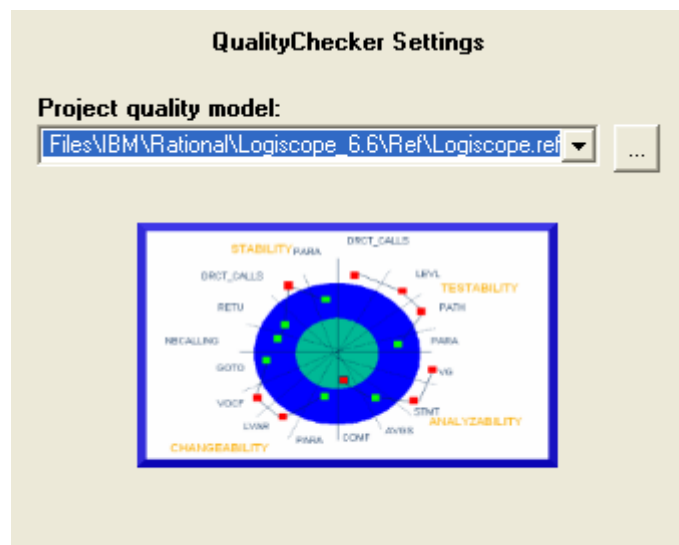 QualityChecker Settings
Project quality model:
Files\IBM\Rational\Logiscope_6.6\Ref\Logiscope.ref
...
STABILITY
PARA
DRCT_CALLS
DRCT_CALLS
LEVL
TESTABILITY
RETU
PATH
NBCALLING
PARA
GOTO
VG
VOCF
STMT
LVAR
AVGS
ANALYZABILITY
PARA
COMF
CHANGEABILITY